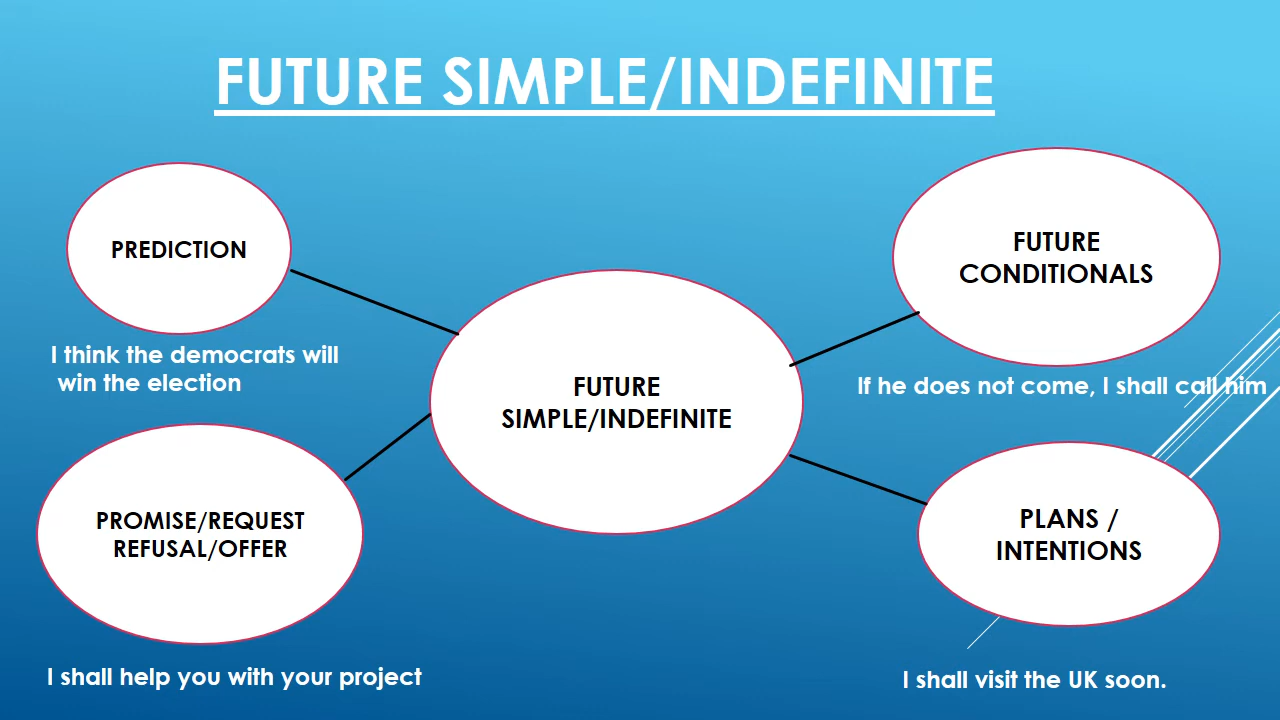 FUTURE SIMPLE/INDEFINITE
PREDICTION
I think the democrats will
win the election
PROMISE/REQUEST
REFUSAL/OFFER
I shall help you with your project
FUTURE
SIMPLE/INDEFINITE
FUTURE
CONDITIONALS
If he does not come, I shall call him
PLANS /
INTENTIONS
I shall visit the UK soon.